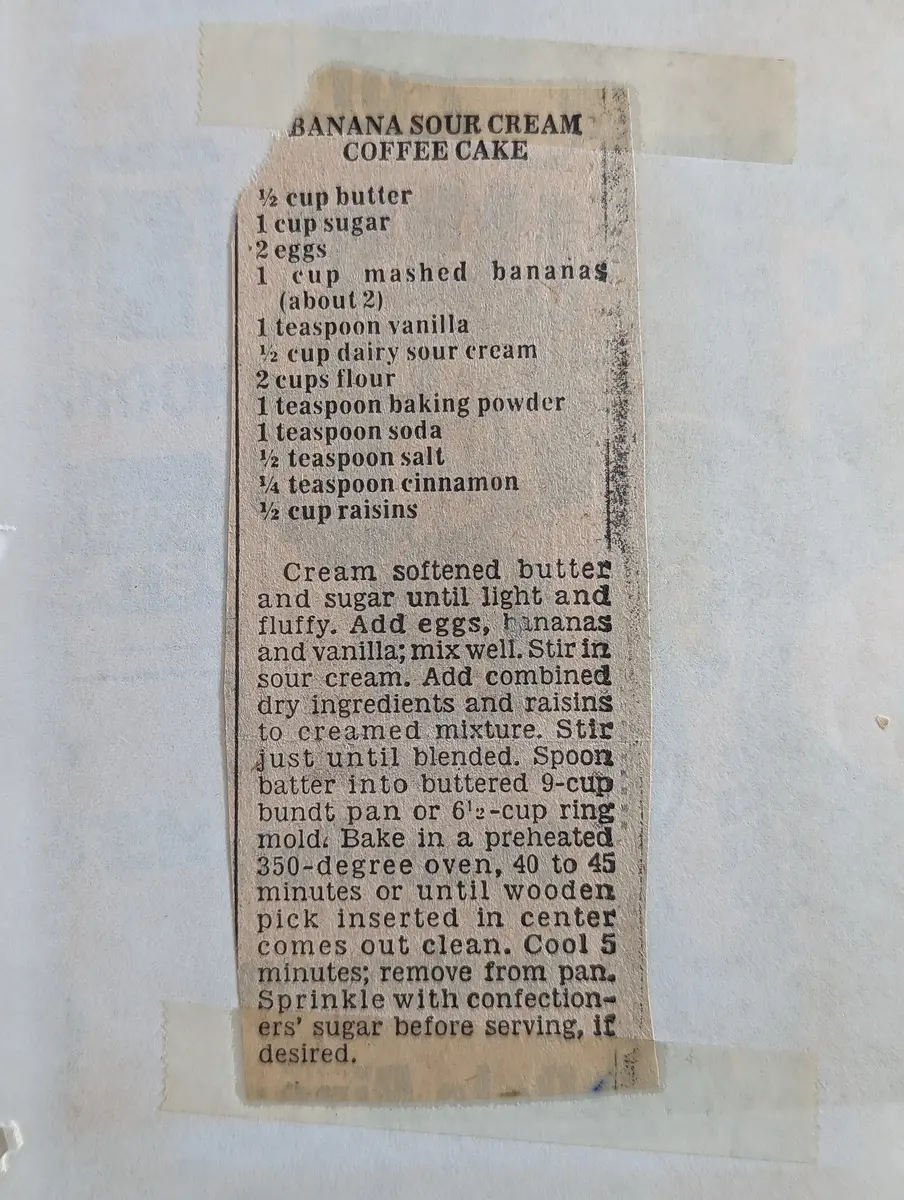 BANANA SOUR CREAM
COFFEE CAKE
½ cup butter
1 cup sugar
2 eggs
1 cup mashed bananas
(about 2)
1 teaspoon vanilla
½ cup dairy sour cream
2 cups flour
1 teaspoon baking powder
1 teaspoon soda
½ teaspoon salt
¼ teaspoon cinnamon
½ cup raisins
Cream softened butter
and sugar until light and
fluffy. Add eggs, bananas
and vanilla; mix well. Stir in
sour cream. Add combined
dry ingredients and raisins
to creamed mixture. Stir
just until blended. Spoon
batter into buttered 9-cup
bundt pan or 6½-cup ring
mold. Bake in a preheated
350-degree oven, 40 to 45
minutes or until wooden
pick inserted in center
comes out clean. Cool 5
minutes; remove from pan.
Sprinkle with confection-
ers' sugar before serving, if
desired.